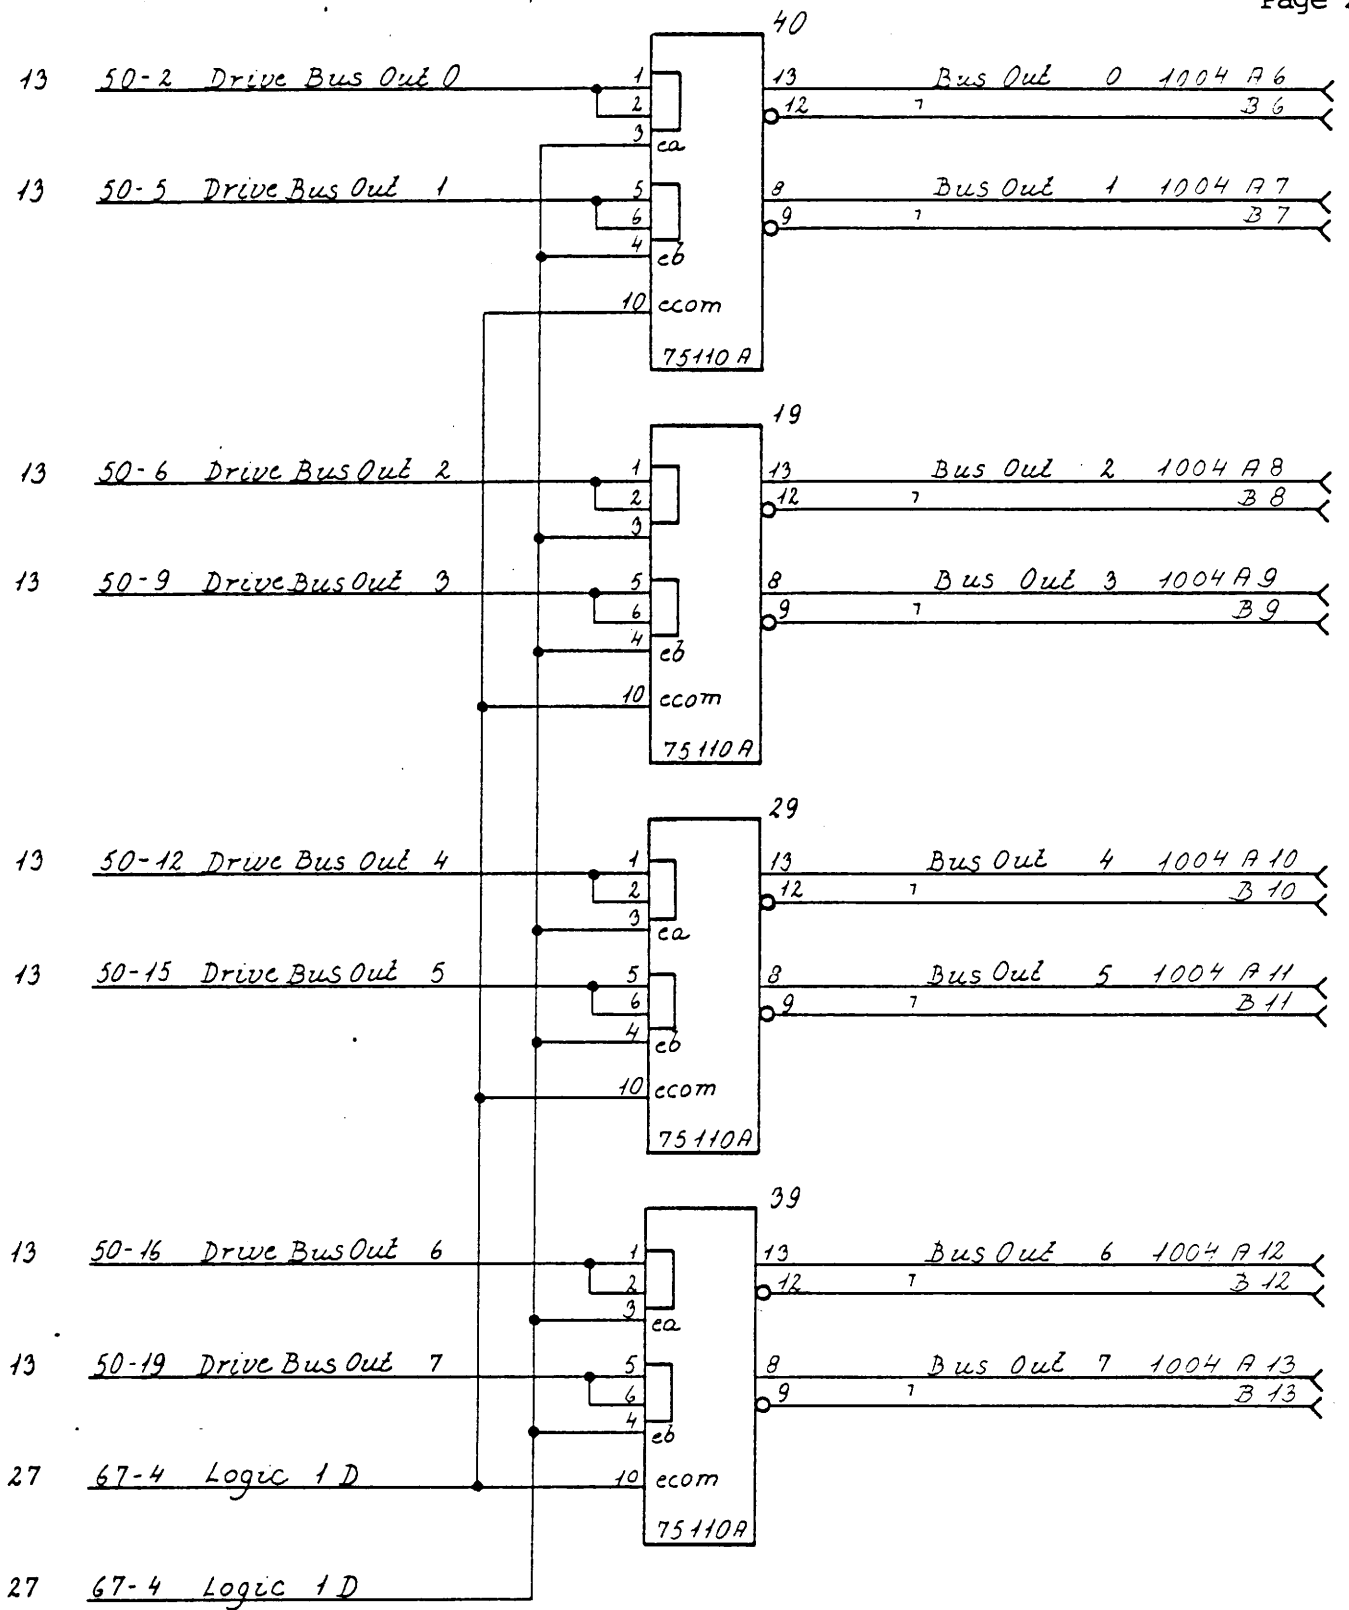 Page
40
13 50-2 Drive Bus Out 0 1 13 Bus Out 0 1004 A 6
2 12 ┐ B 6
3
ea
13 50-5 Drive Bus Out 1 5 8 Bus Out 1 1004 A 7
6 9 ┐ B 7
4
eb
10 ecom
75110A
19
13 50-6 Drive Bus Out 2 1 13 Bus Out 2 1004 A 8
2 12 ┐ B 8
3
13 50-9 Drive Bus Out 3 5 8 Bus Out 3 1004 A 9
6 9 ┐ B 9
4
eb
10 ecom
75110A
29
13 50-12 Drive Bus Out 4 1 13 Bus Out 4 1004 A 10
2 12 ┐ B 10
3
ea
13 50-15 Drive Bus Out 5 5 8 Bus Out 5 1004 A 11
6 9 ┐ B 11
4
eb
10 ecom
75110A
39
13 50-16 Drive Bus Out 6 1 13 Bus Out 6 1004 A 12
2 12 ┐ B 12
3
ea
13 50-19 Drive Bus Out 7 5 8 Bus Out 7 1004 A 13
6 9 ┐ B 13
4
eb
27 67-4 Logic 1 D 10 ecom
75110A
27 67-4 Logic 1 D